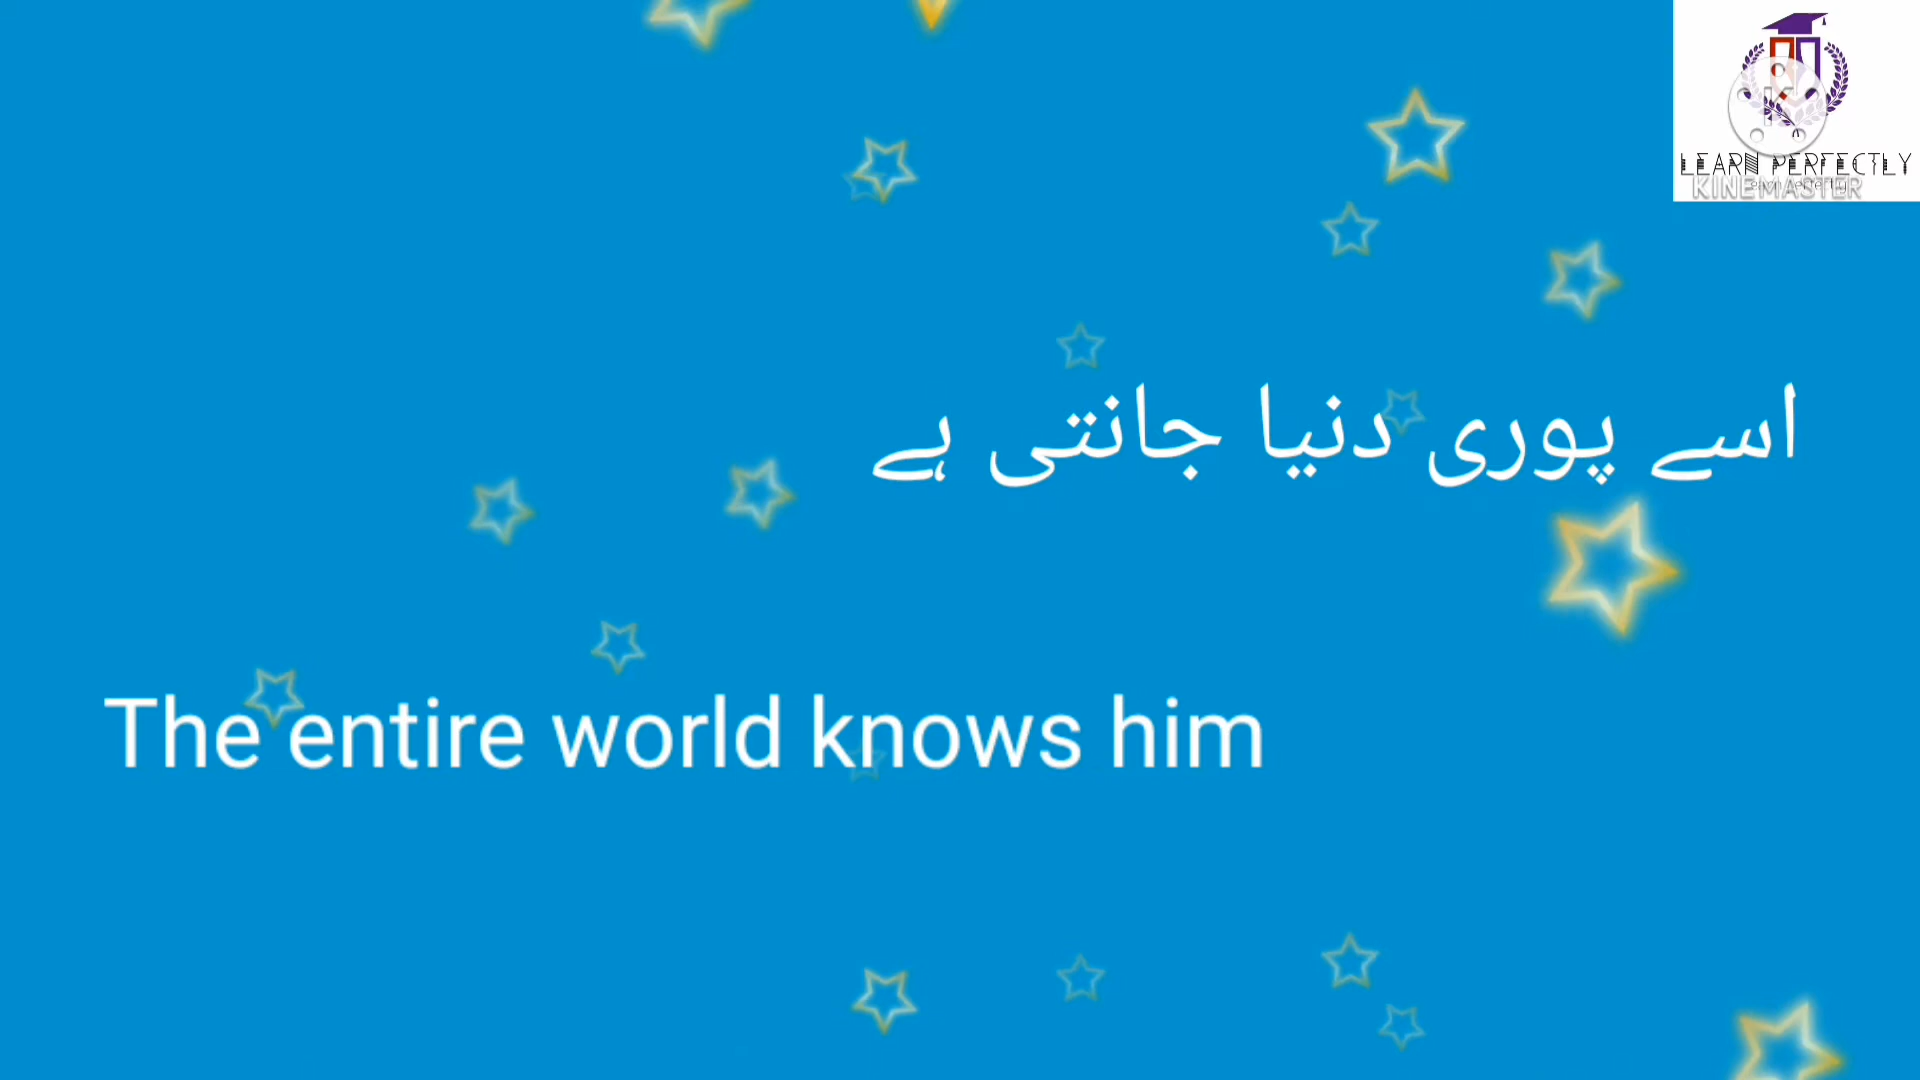 LEARN PERFECTLY
KINEMASTER
اسے پوری دنیا جانتی ہے
The entire world knows him